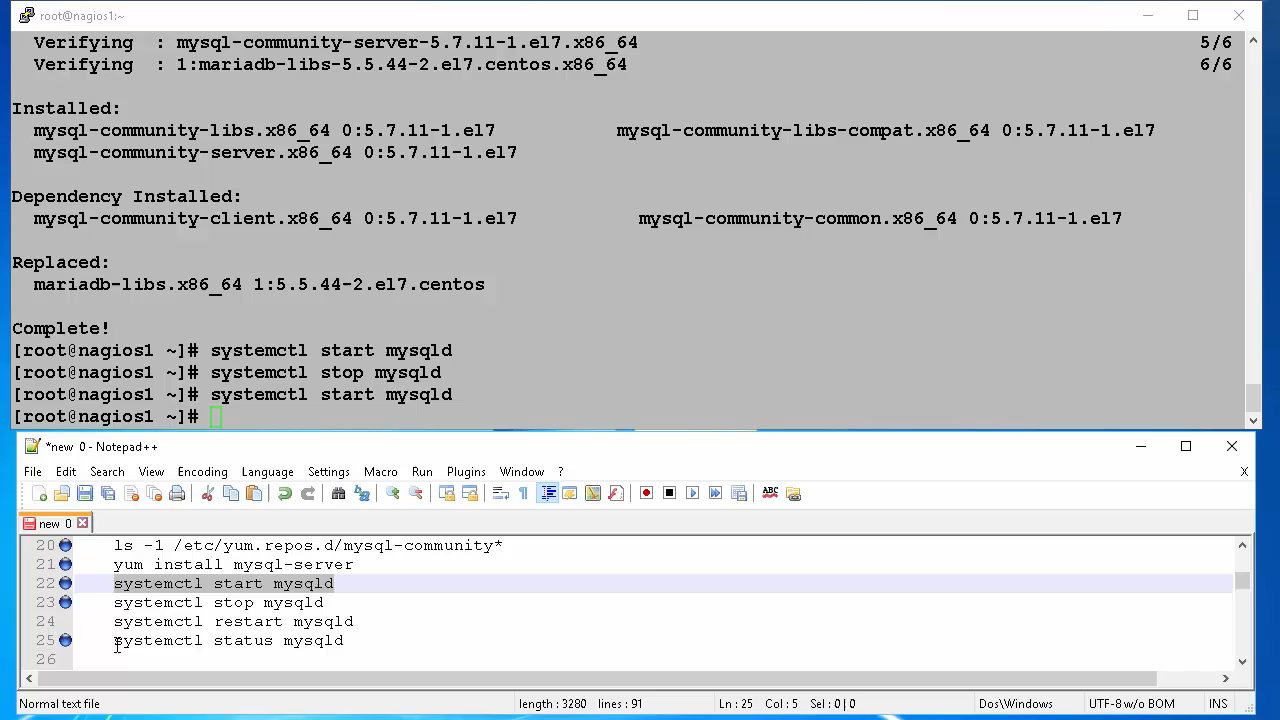 root@nagios1:~
Verifying : mysql-community-server-5.7.11-1.el7.x86_64 5/6
Verifying : 1:mariadb-libs-5.5.44-2.el7.centos.x86_64 6/6
Installed:
mysql-community-libs.x86_64 0:5.7.11-1.el7 mysql-community-libs-compat.x86_64 0:5.7.11-1.el7
mysql-community-server.x86_64 0:5.7.11-1.el7
Dependency Installed:
mysql-community-client.x86_64 0:5.7.11-1.el7 mysql-community-common.x86_64 0:5.7.11-1.el7
Replaced:
mariadb-libs.x86_64 1:5.5.44-2.el7.centos
Complete!
[root@nagios1 ~]# systemctl start mysqld
[root@nagios1 ~]# systemctl stop mysqld
[root@nagios1 ~]# systemctl start mysqld
[root@nagios1 ~]#
*new 0 - Notepad++
File Edit Search View Encoding Language Settings Macro Run Plugins Window ? X
ABC
new 0
20 ls -1 /etc/yum.repos.d/mysql-community*
21 yum install mysql-server
22 systemctl start mysqld
23 systemctl stop mysqld
24 systemctl restart mysqld
25 systemctl status mysqld
26
Normal text file length : 3280 lines : 91 Ln : 25 Col : 5 Sel : 0 | 0 Dos\Windows UTF-8 w/o BOM INS